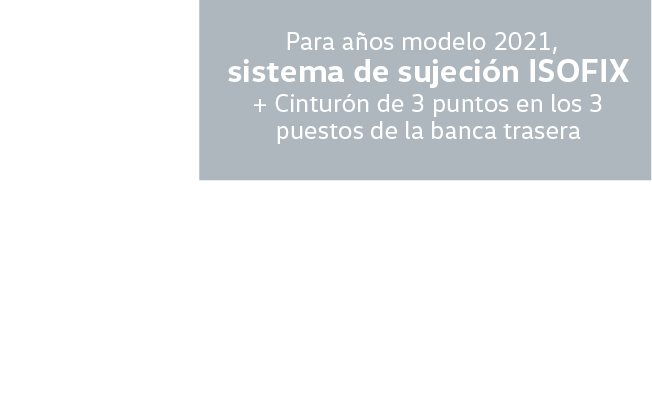 Para años modelo 2021,
sistema de sujeción ISOFIX
+ Cinturón de 3 puntos en los 3
puestos de la banca trasera